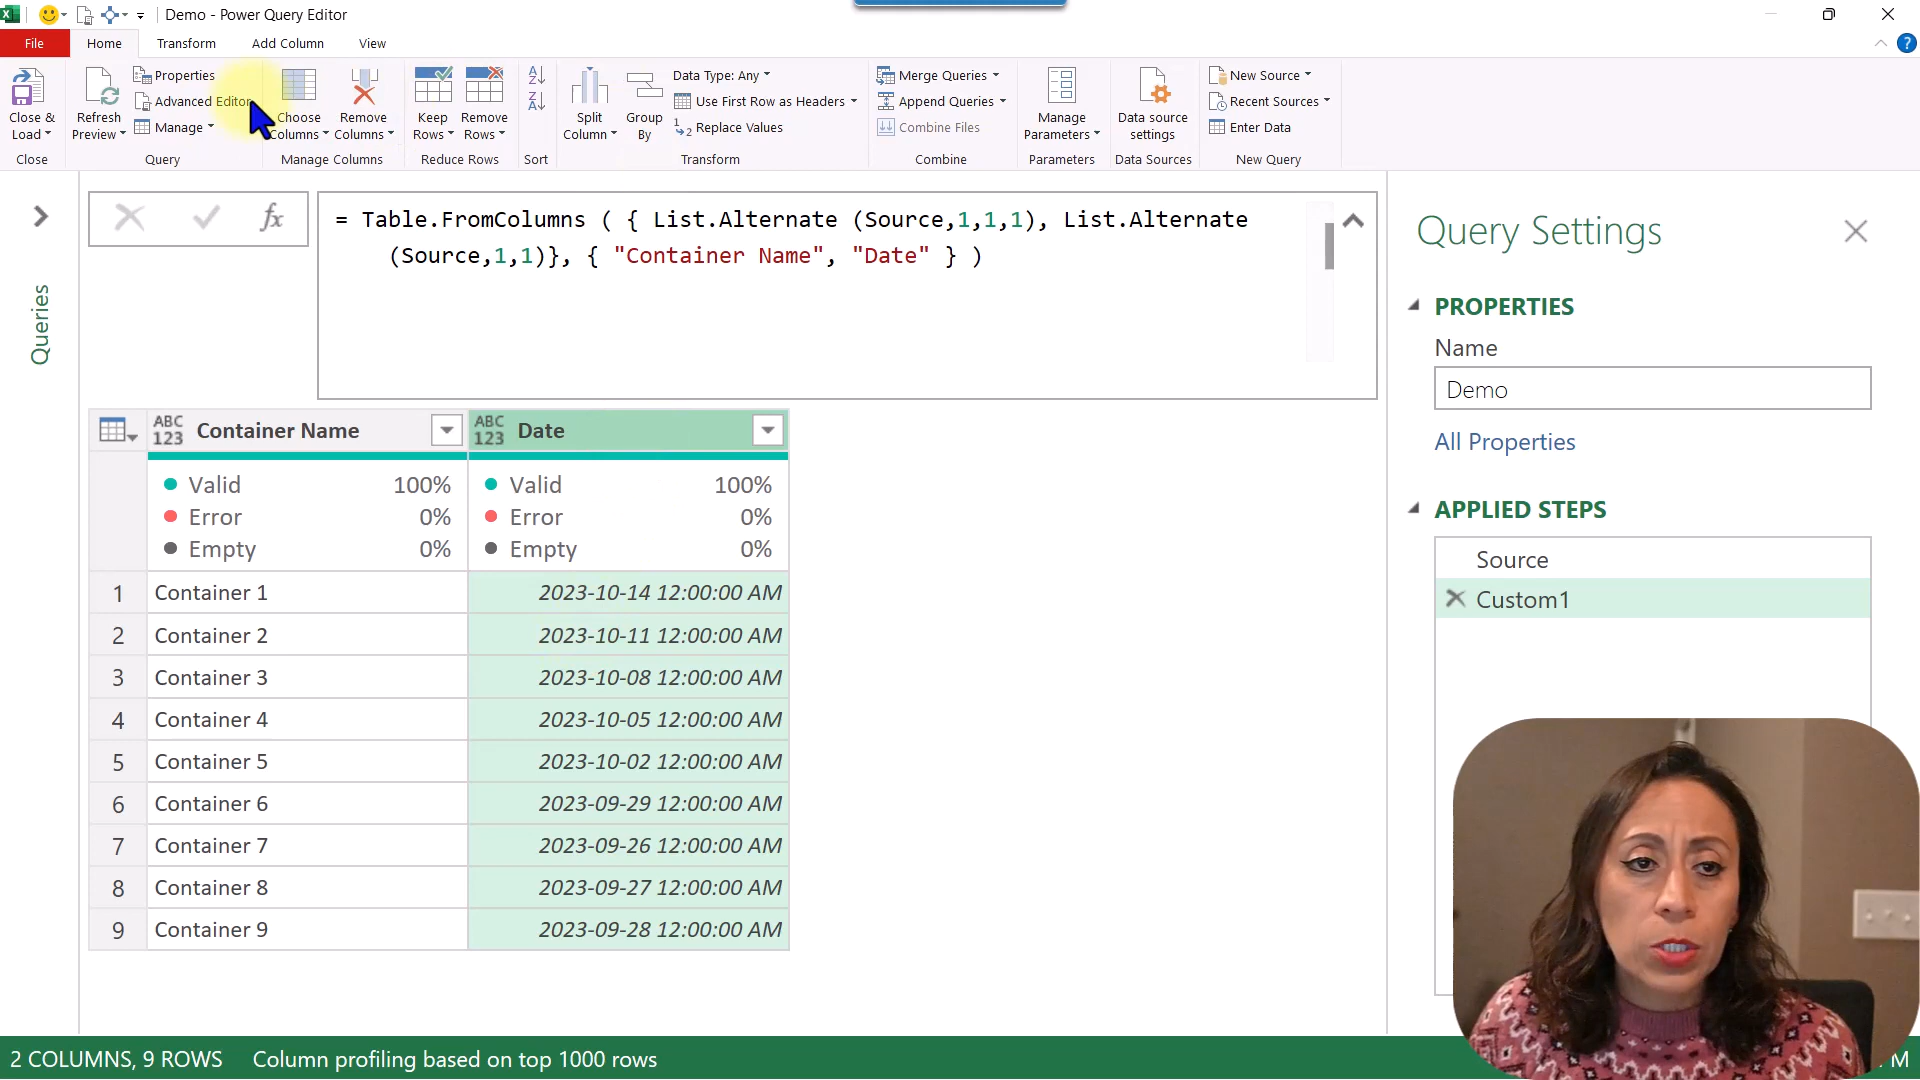 Demo - Power Query Editor
File Home Transform Add Column View
Close & Load
Close
Refresh Preview
Properties
Advanced Editor
Manage
Query
Choose Columns
Remove Columns
Manage Columns
Keep Rows
Remove Rows
Reduce Rows
Sort
Split Column
Group By
Data Type: Any
Use First Row as Headers
Replace Values
Transform
Merge Queries
Append Queries
Combine Files
Combine
Manage Parameters
Parameters
Data source settings
Data Sources
New Source
Recent Sources
Enter Data
New Query
Queries
fx
= Table.FromColumns ( { List.Alternate (Source,1,1,1), List.Alternate
(Source,1,1)}, { "Container Name", "Date" } )
ABC 123 Container Name ABC 123 Date
Valid 100% Valid 100%
Error 0% Error 0%
Empty 0% Empty 0%
1 Container 1 2023-10-14 12:00:00 AM
2 Container 2 2023-10-11 12:00:00 AM
3 Container 3 2023-10-08 12:00:00 AM
4 Container 4 2023-10-05 12:00:00 AM
5 Container 5 2023-10-02 12:00:00 AM
6 Container 6 2023-09-29 12:00:00 AM
7 Container 7 2023-09-26 12:00:00 AM
8 Container 8 2023-09-27 12:00:00 AM
9 Container 9 2023-09-28 12:00:00 AM
Query Settings
PROPERTIES
Name
Demo
All Properties
APPLIED STEPS
Source
Custom1
2 COLUMNS, 9 ROWS Column profiling based on top 1000 rows